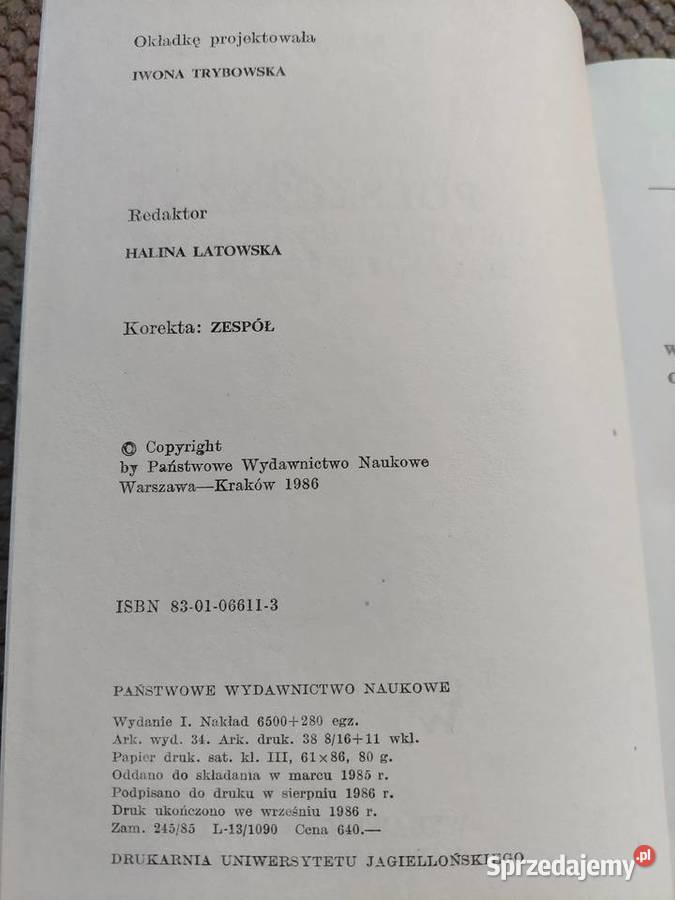 Okładkę projektowała
IWONA TRYBOWSKA
Redaktor
HALINA LATOWSKA
Korekta: ZESPÓŁ
© Copyright
by Państwowe Wydawnictwo Naukowe
Warszawa—Kraków 1986
ISBN 83-01-06611-3
PAŃSTWOWE WYDAWNICTWO NAUKOWE
Wydanie I. Nakład 6500+280 egz.
Ark. wyd. 34. Ark. druk. 38 8/16+11 wkl.
Papier druk. sat. kl. III, 61×86, 80 g.
Oddano do składania w marcu 1985 r.
Podpisano do druku w sierpniu 1986 r.
Druk ukończono we wrześniu 1986 r.
Zam. 245/85 L-13/1090 Cena 640.—
DRUKARNIA UNIWERSYTETU JAGIELLOŃSKIEGO
Sprzedajemy.pl